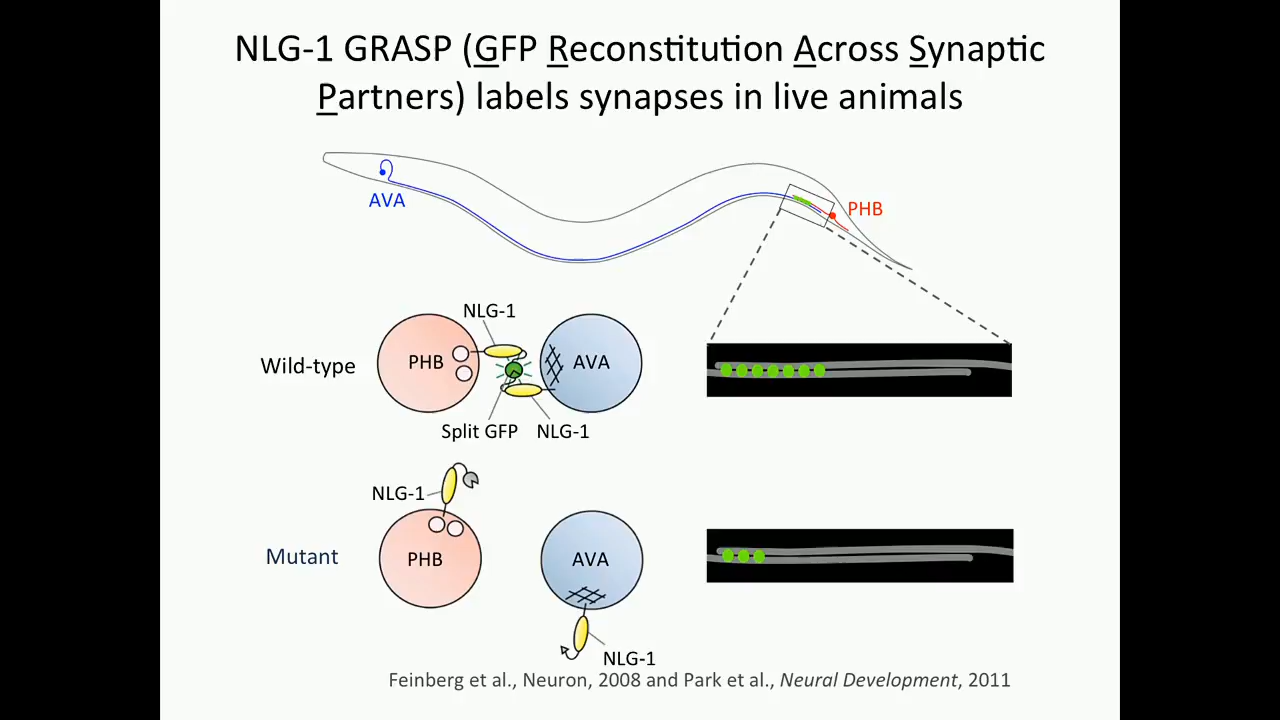 NLG-1 GRASP (GFP Reconstitution Across Synaptic
Partners) labels synapses in live animals
AVA
PHB
NLG-1
Wild-type
PHB
AVA
Split GFP
NLG-1
NLG-1
Mutant
PHB
AVA
NLG-1
Feinberg et al., Neuron, 2008 and Park et al., Neural Development, 2011